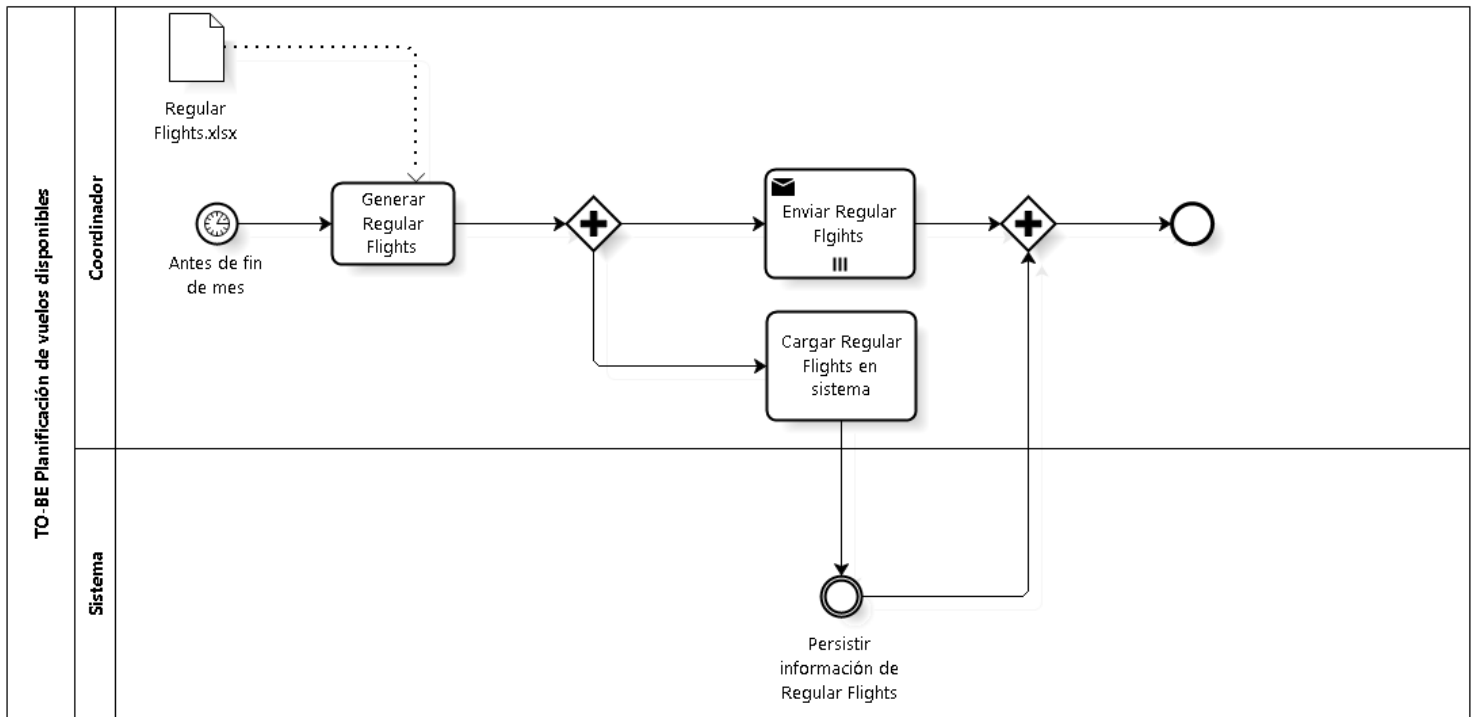 TO-BE Planificación de vuelos disponibles
Coordinador
Regular
Flights.xlsx
Antes de fin
de mes
Generar
Regular
Flights
Enviar Regular
Flgihts
Cargar Regular
Flights en
sistema
Sistema
Persistir
información de
Regular Flights